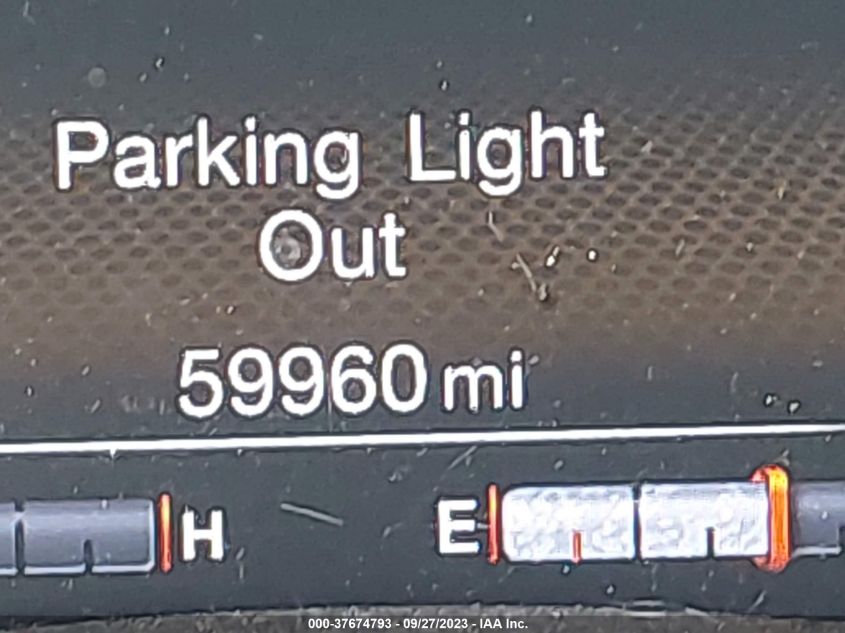 Parking Light
Out
59960 mi
H E
000-37674793 - 09/27/2023 - IAA Inc.